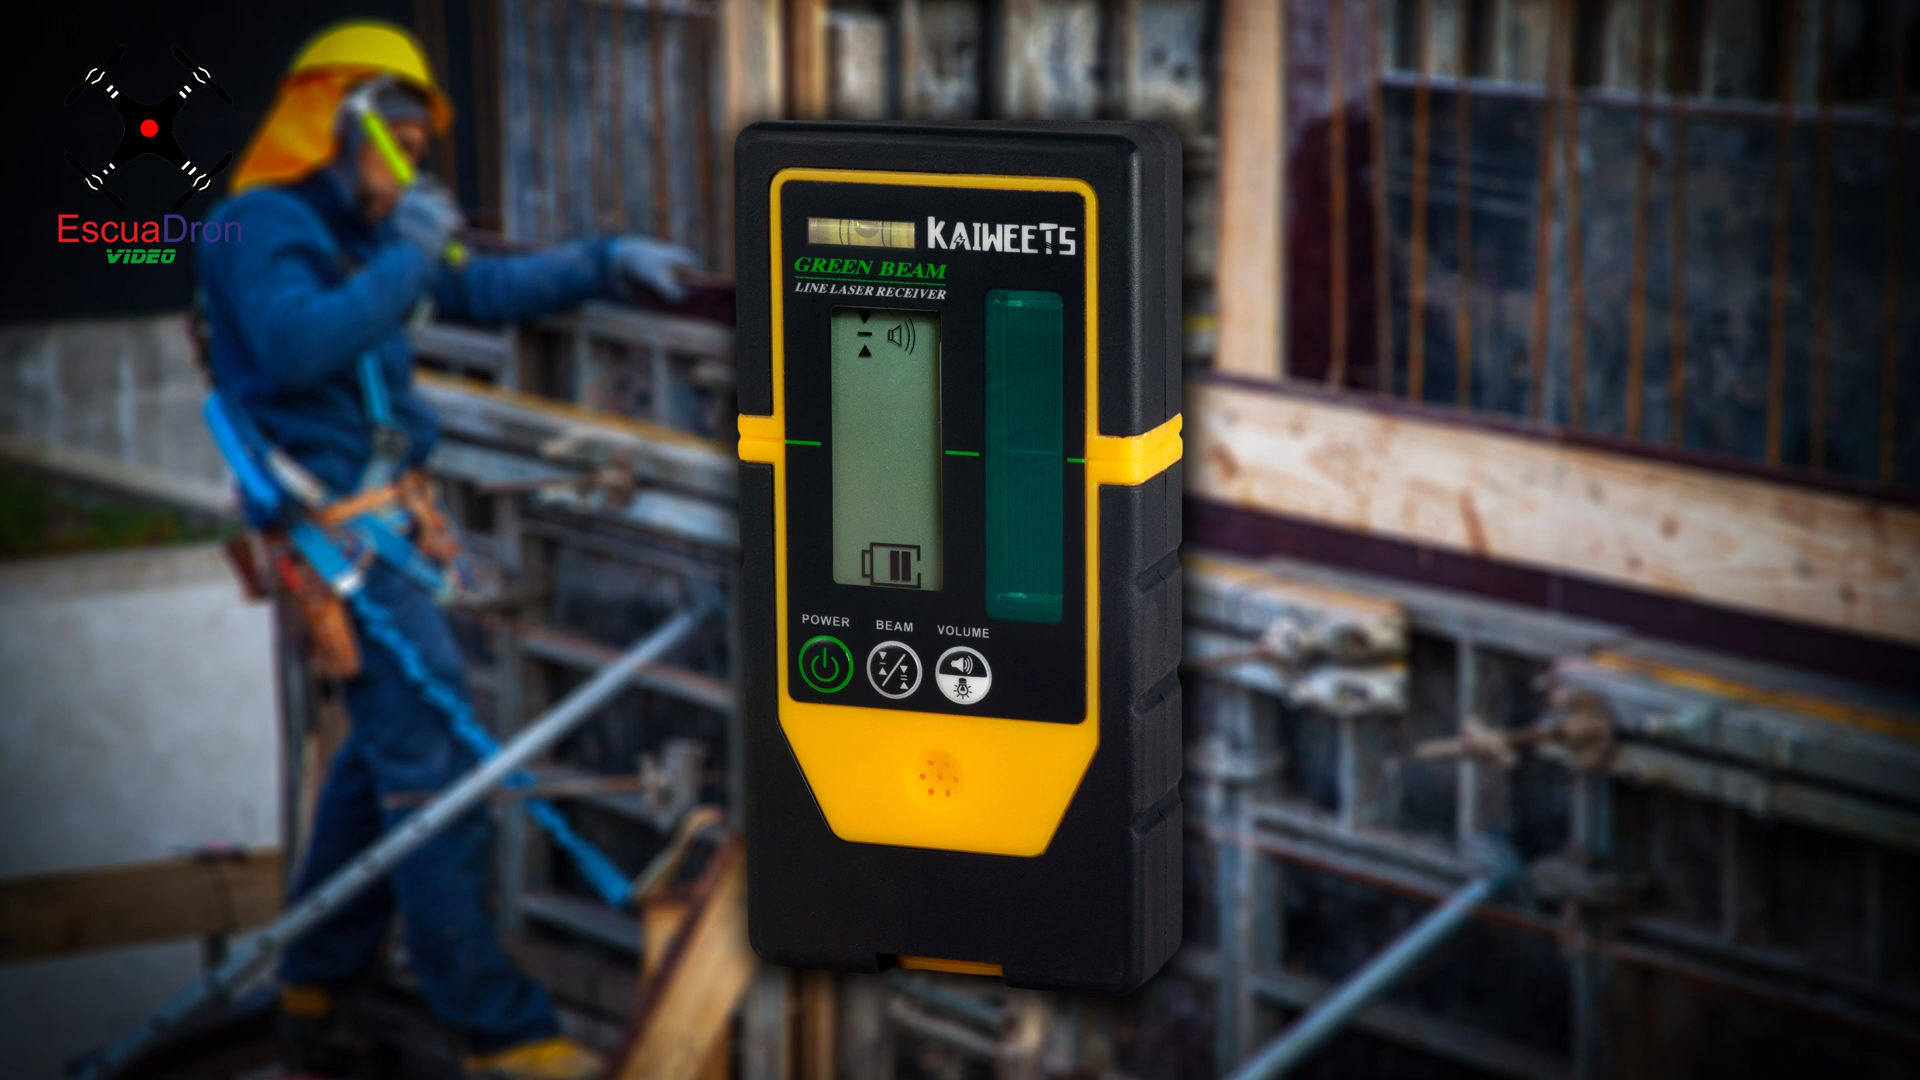 EscuaDron
VIDEO
KAIWEETS
GREEN BEAM
LINE LASER RECEIVER
POWER
BEAM
VOLUME